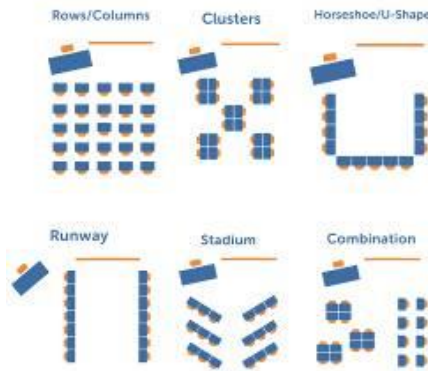 Rows/Columns
Clusters
Horseshoe/U-Shape
Runway
Stadium
Combination